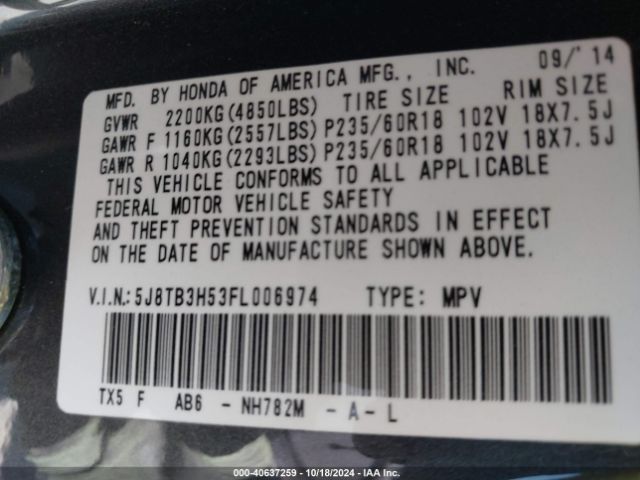 MFD. BY HONDA OF AMERICA MFG., INC. 09/'14
GVWR 2200KG(4850LBS) TIRE SIZE RIM SIZE
GAWR F 1160KG(2557LBS) P235/60R18 102V 18X7.5J
GAWR R 1040KG(2293LBS) P235/60R18 102V 18X7.5J
THIS VEHICLE CONFORMS TO ALL APPLICABLE
FEDERAL MOTOR VEHICLE SAFETY
AND THEFT PREVENTION STANDARDS IN EFFECT
ON THE DATE OF MANUFACTURE SHOWN ABOVE.
V.I.N.: 5J8TB3H53FL006974 TYPE: MPV
TX5 F AB6 - NH782M - A - L
000-40637259 | 10/18/2024 | IAA Inc.